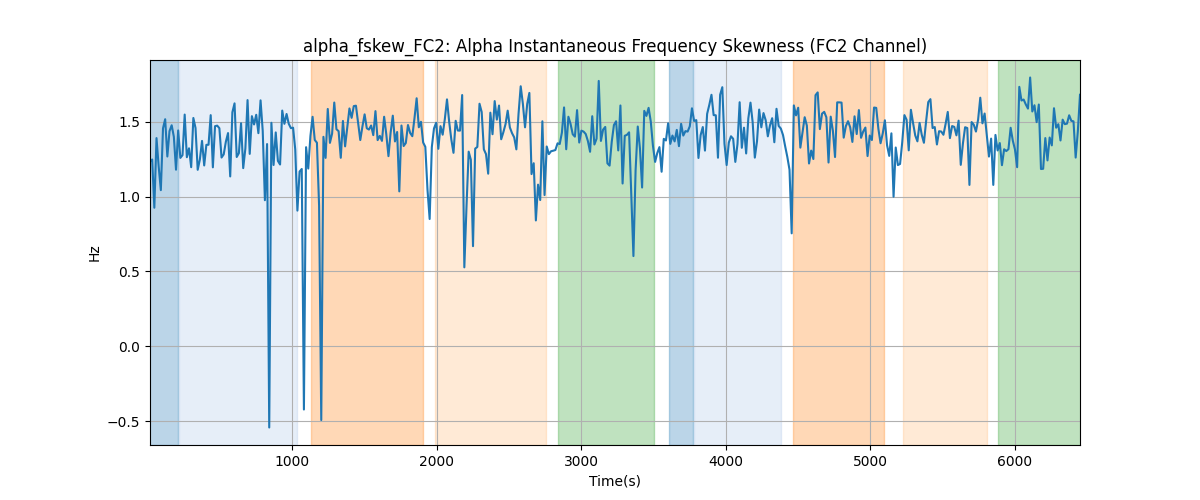 alpha_fskew_FC2: Alpha Instantaneous Frequency Skewness (FC2 Channel)
Hz
1.5
1.0
0.5
0.0
−0.5
1000 2000 3000 4000 5000 6000
Time(s)